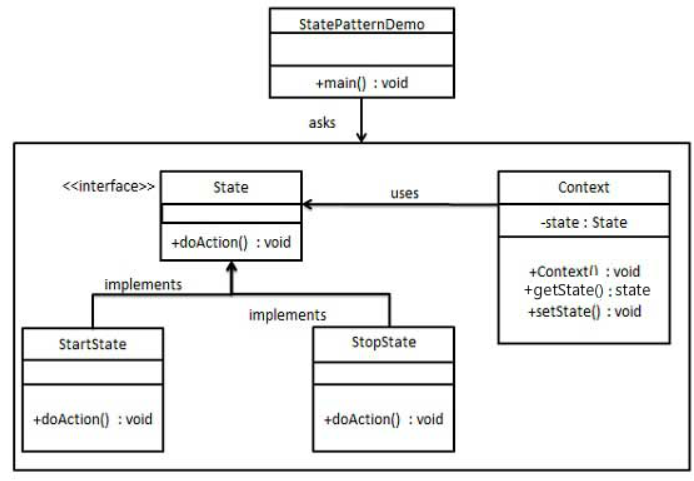 StatePatternDemo
+main() : void
asks
<<interface>>
State
+doAction() : void
uses
Context
-state : State
+Context() : void
+getState() : state
+setState() : void
implements
implements
StartState
+doAction() : void
StopState
+doAction() : void